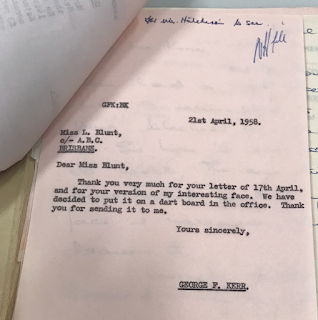 for Mr. Hutchison to see
GFK:BK
21st April, 1958.
Miss L. Blunt,
c/- A.B.C.
BRISBANE.
Dear Miss Blunt,
Thank you very much for your letter of 17th April,
and for your version of my interesting face. We have
decided to put it on a dart board in the office. Thank
you for sending it to me.
Yours sincerely,
GEORGE F. KERR.